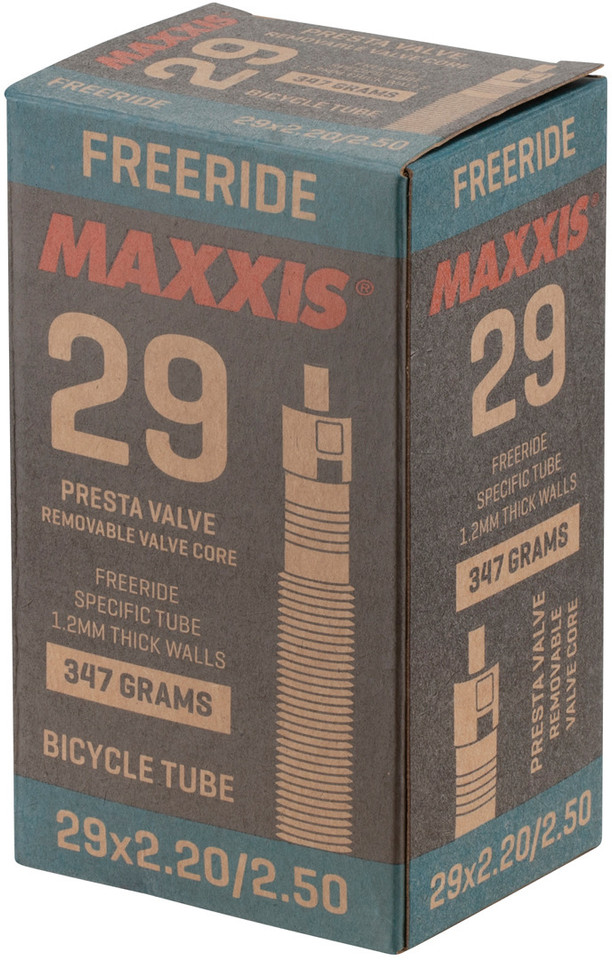 MAXXIS
29
PRESTA VALVE
REMOVABLE VALVE CORE
347 GRAMS
BICYCLE TUBE
FREERIDE
29x2.20/2.50
FREERIDE
MAXXIS®
29
PRESTA VALVE
REMOVABLE VALVE CORE
FREERIDE
SPECIFIC TUBE
1.2MM THICK WALLS
347 GRAMS
BICYCLE TUBE
29x2.20/2.50
FREERIDE
MAXXIS®
29
FREERIDE
SPECIFIC TUBE
1.2MM THICK WALLS
347 GRAMS
PRESTA VALVE
REMOVABLE
VALVE CORE
29x2.20/2.50